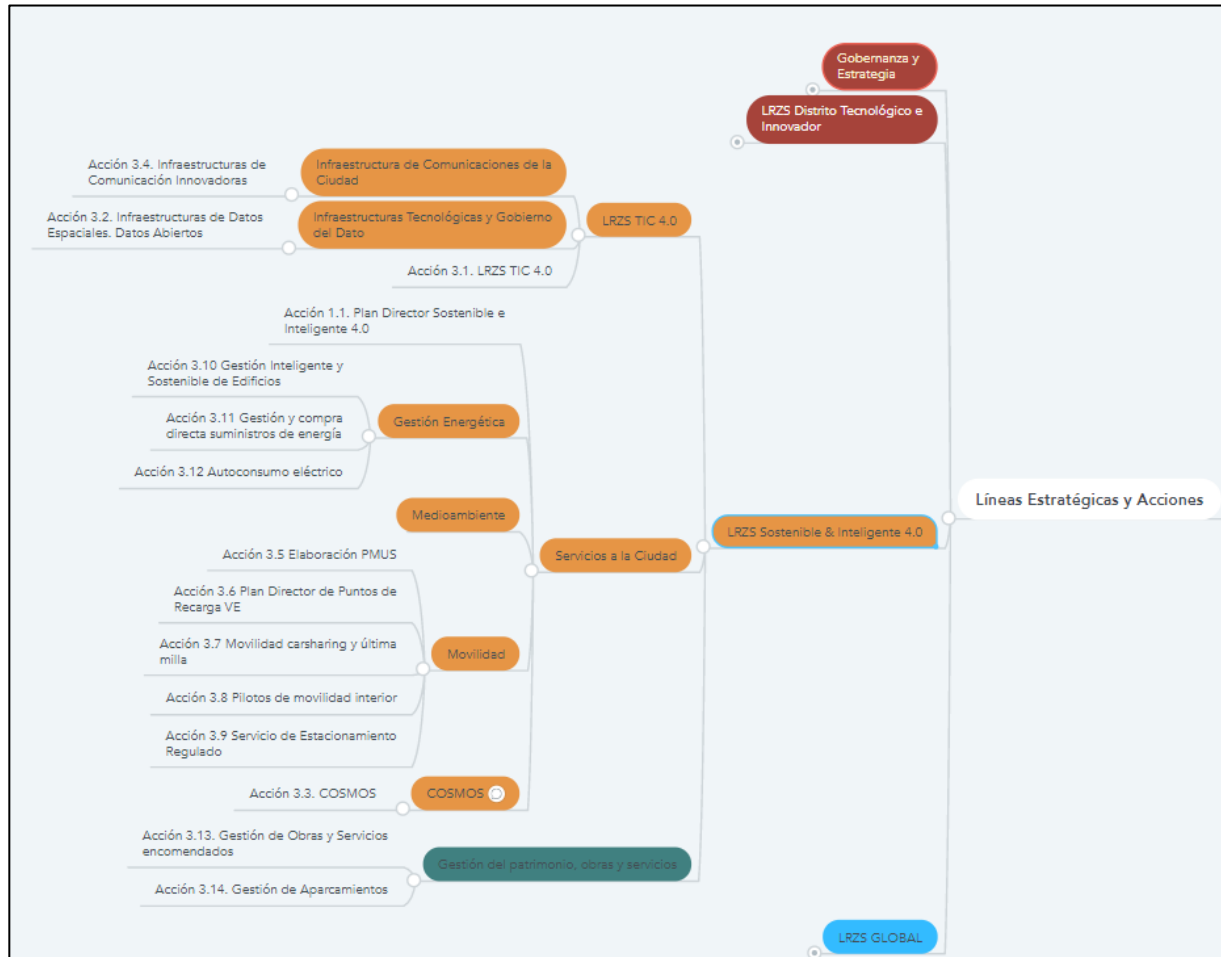 Gobernanza y
Estrategia
LRZS Distrito Tecnológico e
Innovador
Acción 3.4. Infraestructuras de
Comunicación Innovadoras
Infraestructura de Comunicaciones de la
Ciudad
Acción 3.2. Infraestructuras de Datos
Espaciales. Datos Abiertos
Infraestructuras Tecnológicas y Gobierno
del Dato
LRZS TIC 4.0
Acción 3.1. LRZS TIC 4.0
Acción 1.1. Plan Director Sostenible e
Inteligente 4.0
Acción 3.10 Gestión Inteligente y
Sostenible de Edificios
Acción 3.11 Gestión y compra
directa suministros de energía
Gestión Energética
Acción 3.12 Autoconsumo eléctrico
Líneas Estratégicas y Acciones
Medioambiente
LRZS Sostenible & Inteligente 4.0
Servicios a la Ciudad
Acción 3.5 Elaboración PMUS
Acción 3.6 Plan Director de Puntos de
Recarga VE
Acción 3.7 Movilidad carsharing y última
milla
Movilidad
Acción 3.8 Pilotos de movilidad interior
Acción 3.9 Servicio de Estacionamiento
Regulado
Acción 3.3. COSMOS
COSMOS
Acción 3.13. Gestión de Obras y Servicios
encomendados
Gestión del patrimonio, obras y servicios
Acción 3.14. Gestión de Aparcamientos
LRZS GLOBAL